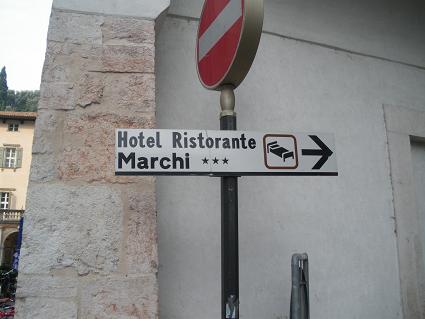 Hotel Ristorante
Marchi ★★★